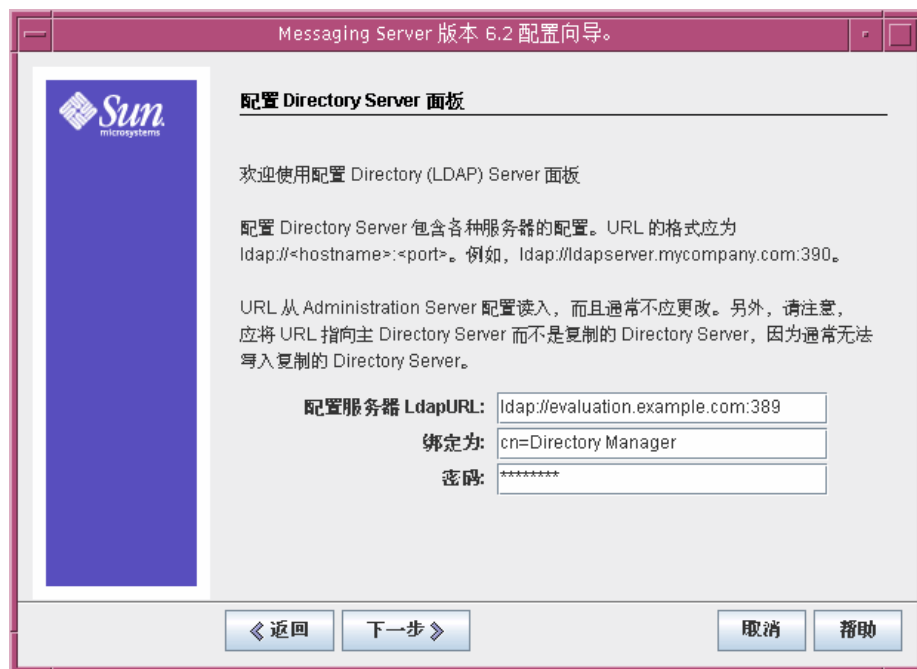 Messaging Server 版本 6.2 配置向导。
Sun
microsystems
配置 Directory Server 面板
欢迎使用配置 Directory (LDAP) Server 面板
配置 Directory Server 包含各种服务器的配置。URL 的格式应为
ldap://<hostname>:<port>。例如，ldap://ldapserver.mycompany.com:390。
URL 从 Administration Server 配置读入，而且通常不应更改。另外，请注意，
应将 URL 指向主 Directory Server 而不是复制的 Directory Server，因为通常无法
写入复制的 Directory Server。
配置服务器 LdapURL: ldap://evaluation.example.com:389
绑定为: cn=Directory Manager
密码: ********
返回 下一步 取消 帮助